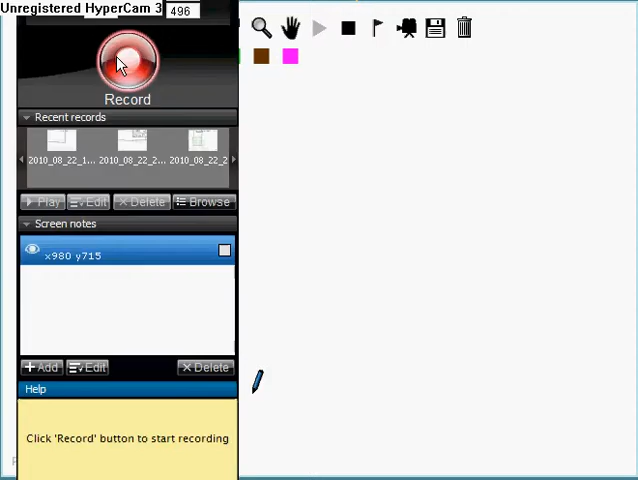 Unregistered HyperCam 3
496
Record
Recent records
2010_08_22_1... 2010_08_22_2... 2010_08_22_2
Play Edit Delete Browse
Screen notes
x980 y715
Add Edit Delete
Help
Click 'Record' button to start recording